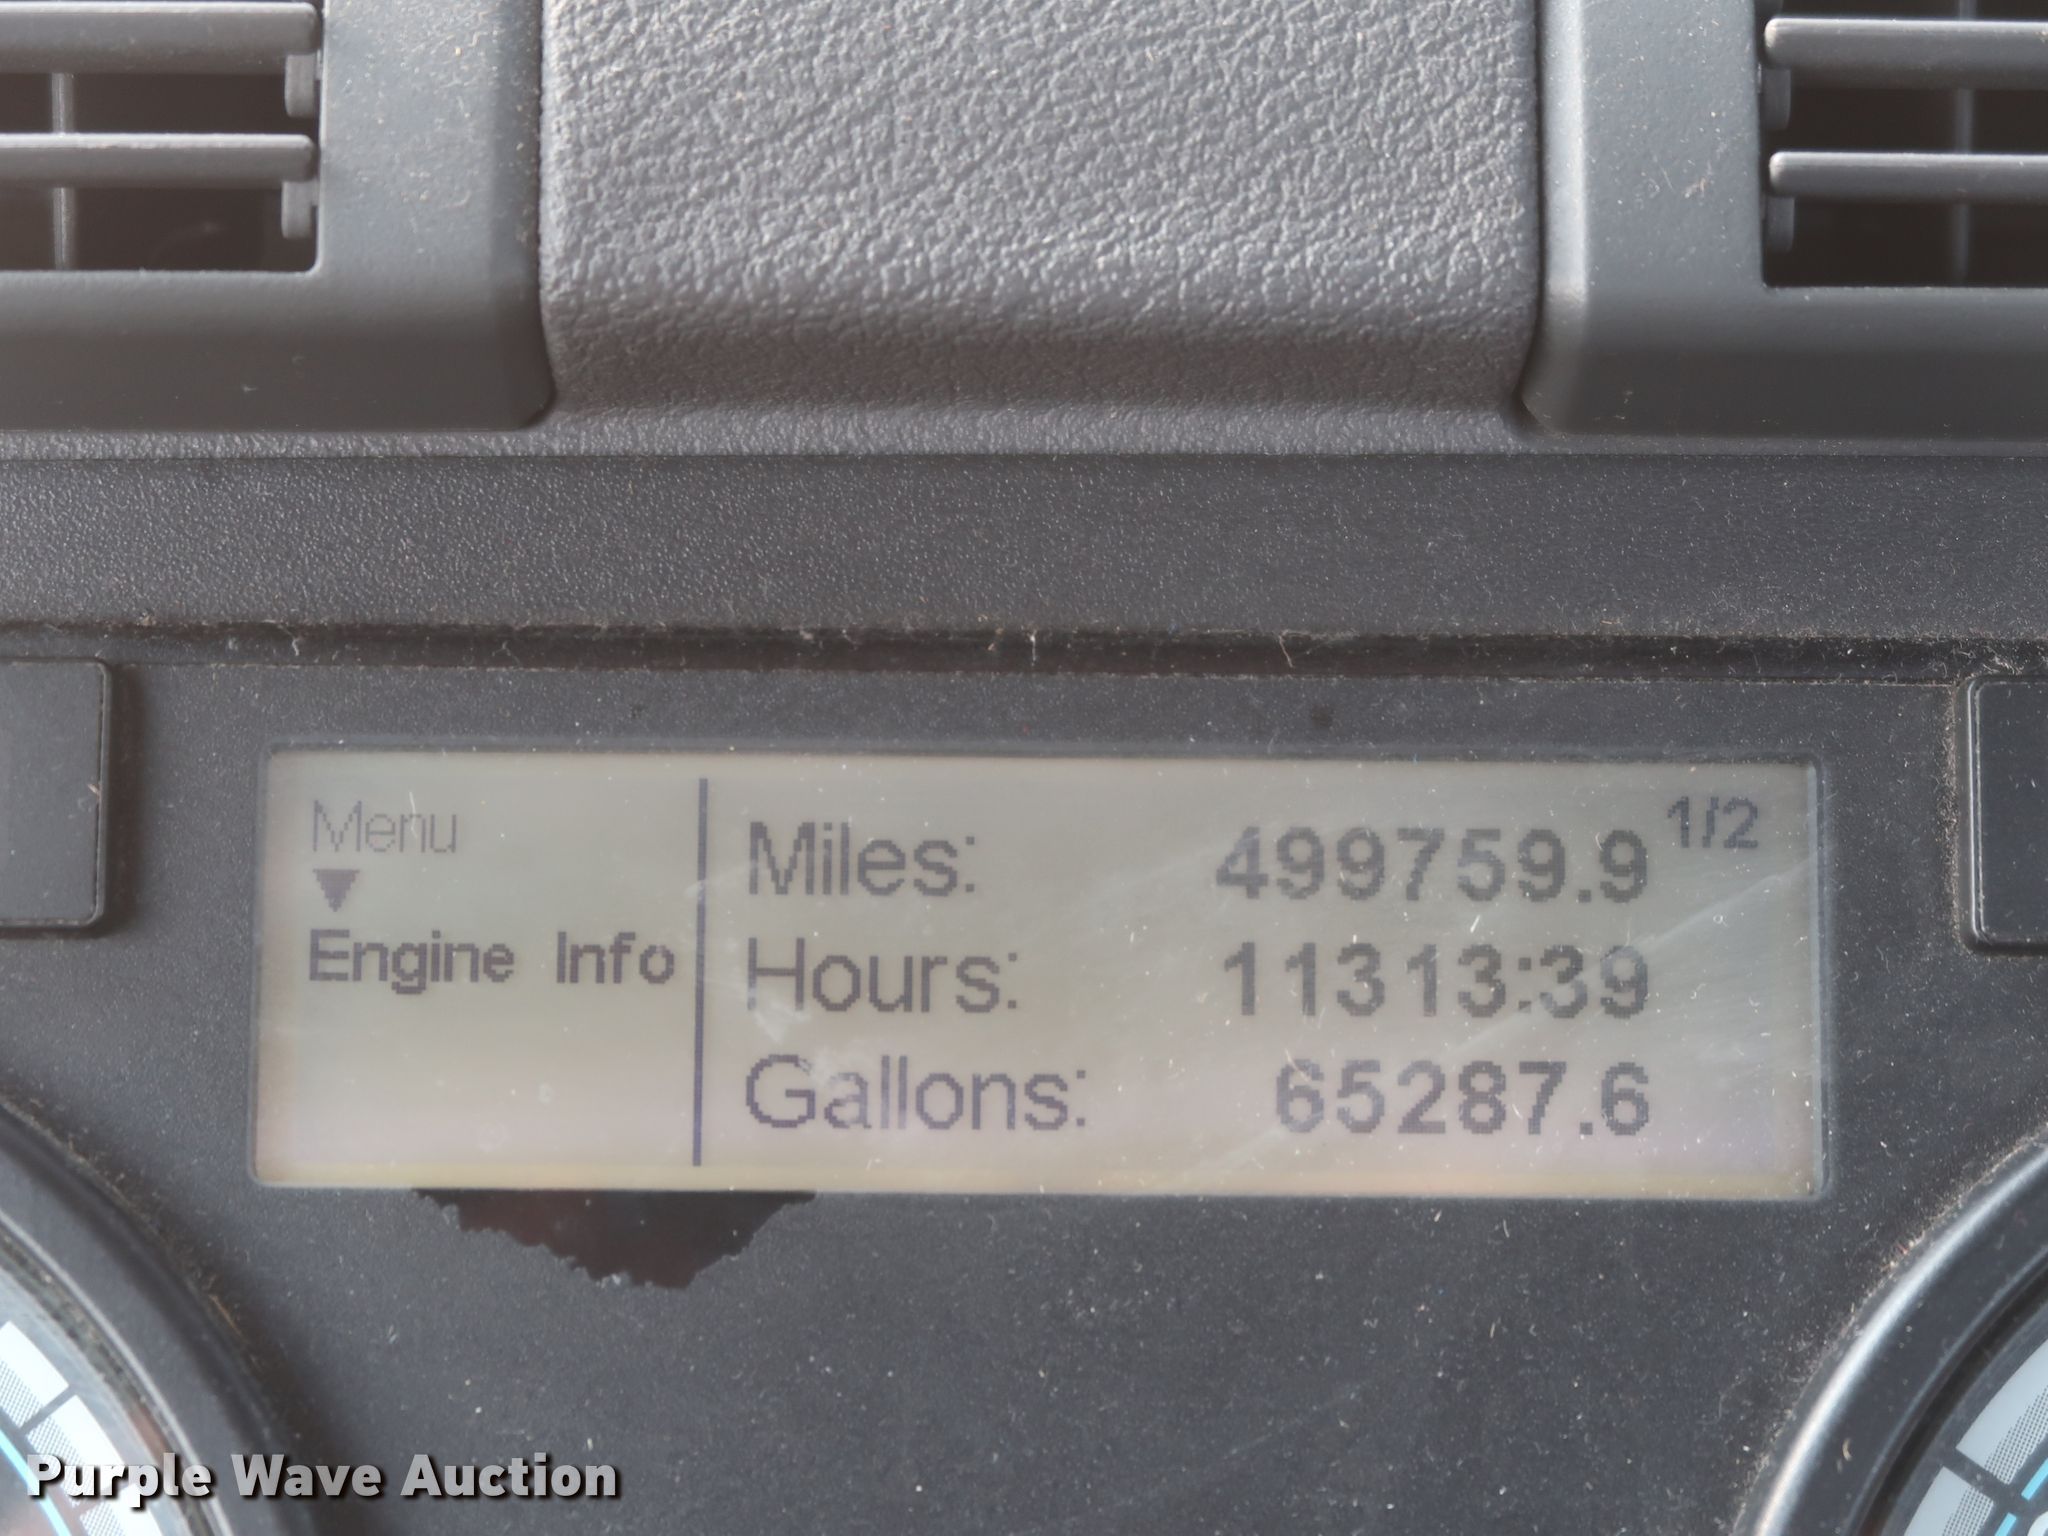 Menu
Engine Info
Miles: 499759.9 1/2
Hours: 11313:39
Gallons: 65287.6
Purple Wave Auction